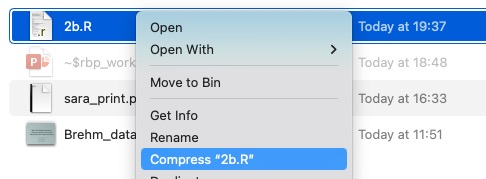 2b.R
Today at 19:37
~$rbp_work
Today at 18:48
sara_print.p
Today at 16:33
Brehm_data
Today at 11:51
.r
P
Open
Open With
Move to Bin
Get Info
Rename
Compress “2b.R”